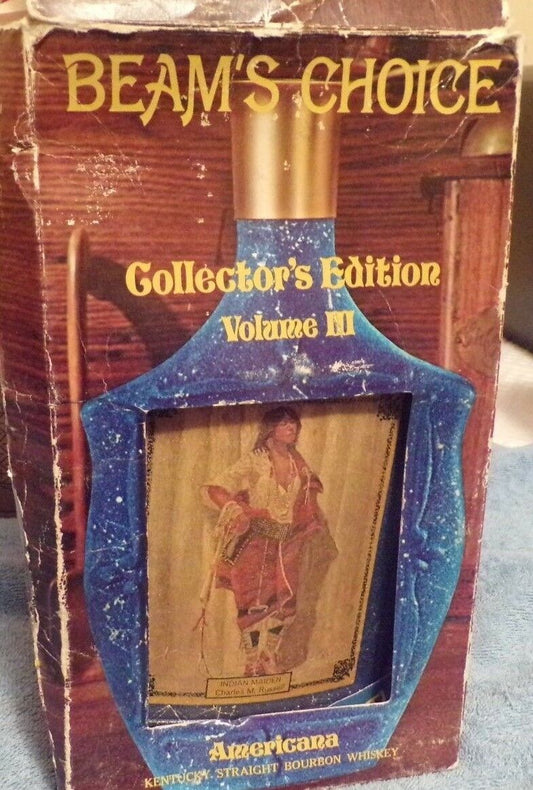 BEAM'S CHOICE
Collector's Edition
Volume III
INDIAN MAIDEN
Charles M. Russell
Americana
KENTUCKY STRAIGHT BOURBON WHISKEY